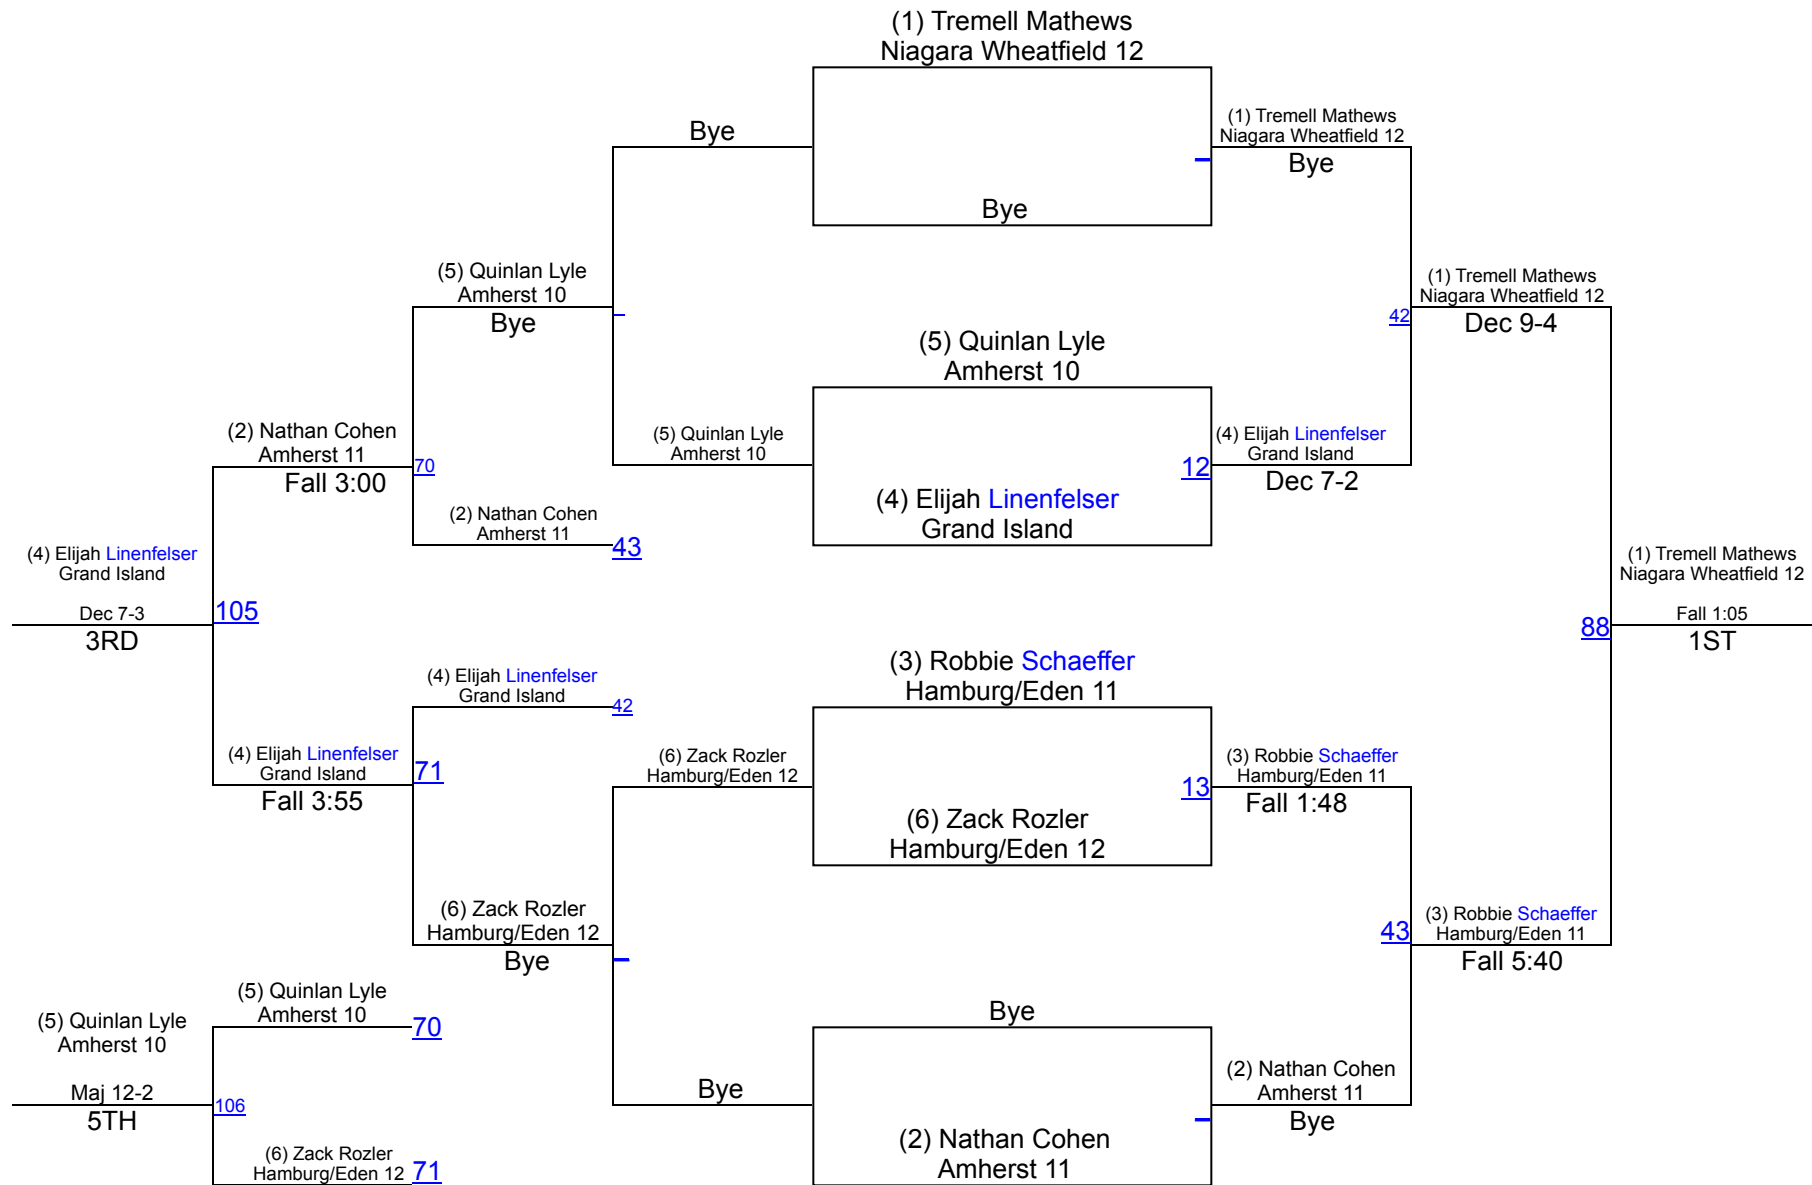 (1) Tremell Mathews
Niagara Wheatfield 12
Bye
(1) Tremell Mathews
Niagara Wheatfield 12
Bye
Bye
(5) Quinlan Lyle
Amherst 10
Bye
(1) Tremell Mathews
Niagara Wheatfield 12
42
Dec 9-4
(5) Quinlan Lyle
Amherst 10
(2) Nathan Cohen
Amherst 11
70
Fall 3:00
(5) Quinlan Lyle
Amherst 10
12
(4) Elijah Linenfelser
Grand Island
Dec 7-2
(4) Elijah Linenfelser
Grand Island
(2) Nathan Cohen
Amherst 11
43
(4) Elijah Linenfelser
Grand Island
Dec 7-3
105
3RD
(1) Tremell Mathews
Niagara Wheatfield 12
Fall 1:05
88
1ST
(3) Robbie Schaeffer
Hamburg/Eden 11
(4) Elijah Linenfelser
Grand Island
42
(4) Elijah Linenfelser
Grand Island
71
Fall 3:55
(6) Zack Rozler
Hamburg/Eden 12
13
(3) Robbie Schaeffer
Hamburg/Eden 11
Fall 1:48
(6) Zack Rozler
Hamburg/Eden 12
(6) Zack Rozler
Hamburg/Eden 12
Bye
43
(3) Robbie Schaeffer
Hamburg/Eden 11
Fall 5:40
(5) Quinlan Lyle
Amherst 10
70
Bye
(5) Quinlan Lyle
Amherst 10
Maj 12-2
106
5TH
Bye
(2) Nathan Cohen
Amherst 11
Bye
(2) Nathan Cohen
Amherst 11
(6) Zack Rozler
Hamburg/Eden 12
71